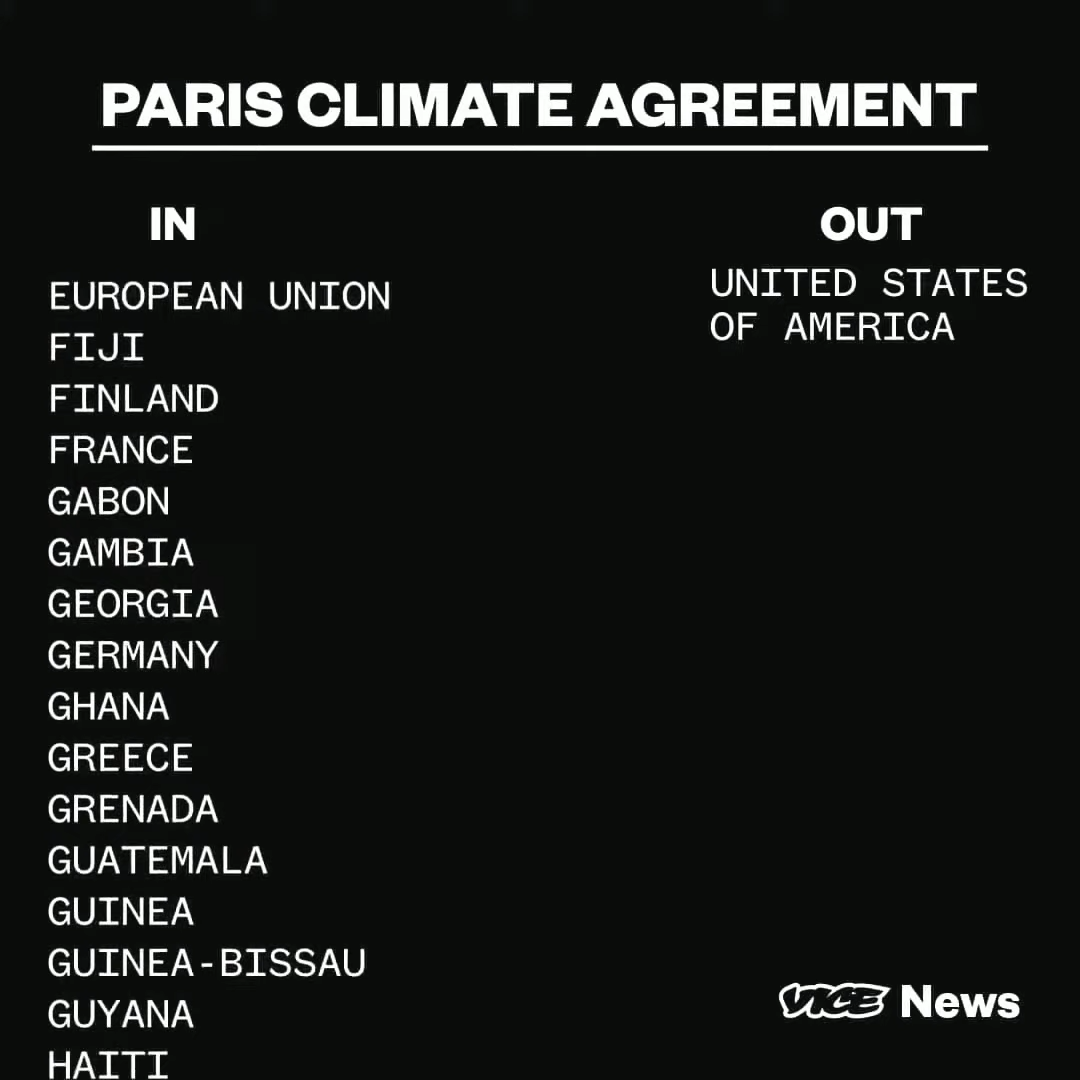 PARIS CLIMATE AGREEMENT
IN
EUROPEAN UNION
FIJI
FINLAND
FRANCE
GABON
GAMBIA
GEORGIA
GERMANY
GHANA
GREECE
GRENADA
GUATEMALA
GUINEA
GUINEA-BISSAU
GUYANA
HAITI
OUT
UNITED STATES
OF AMERICA
VICE News